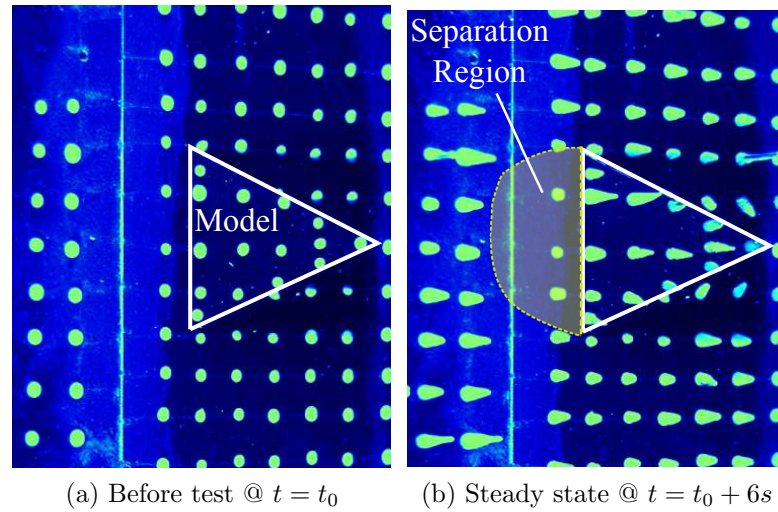 Model
Separation
Region
(a) Before test @ t = t₀
(b) Steady state @ t = t₀ + 6s